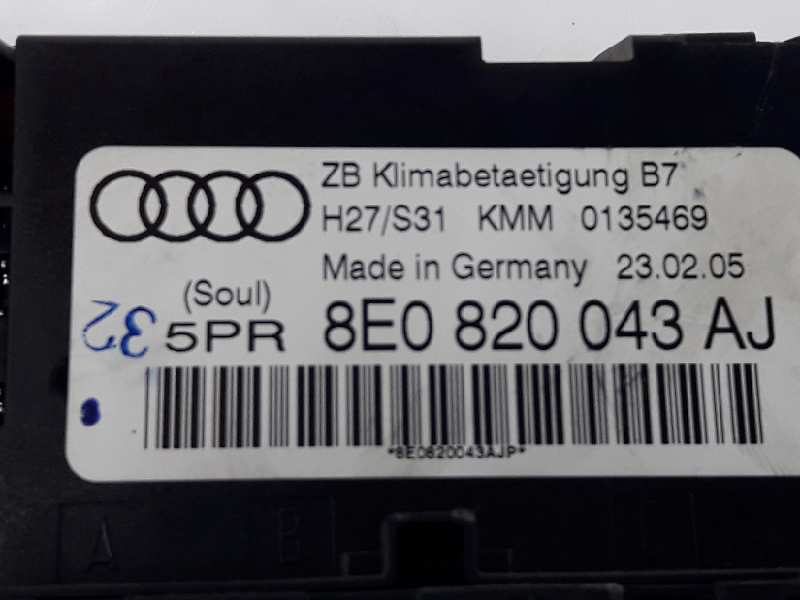 ZB Klimabetaetigung B7
H27/S31 KMM 0135469
Made in Germany 23.02.05
(Soul)
32
5PR 8E0 820 043 AJ
*8E0820043AJP*
A B